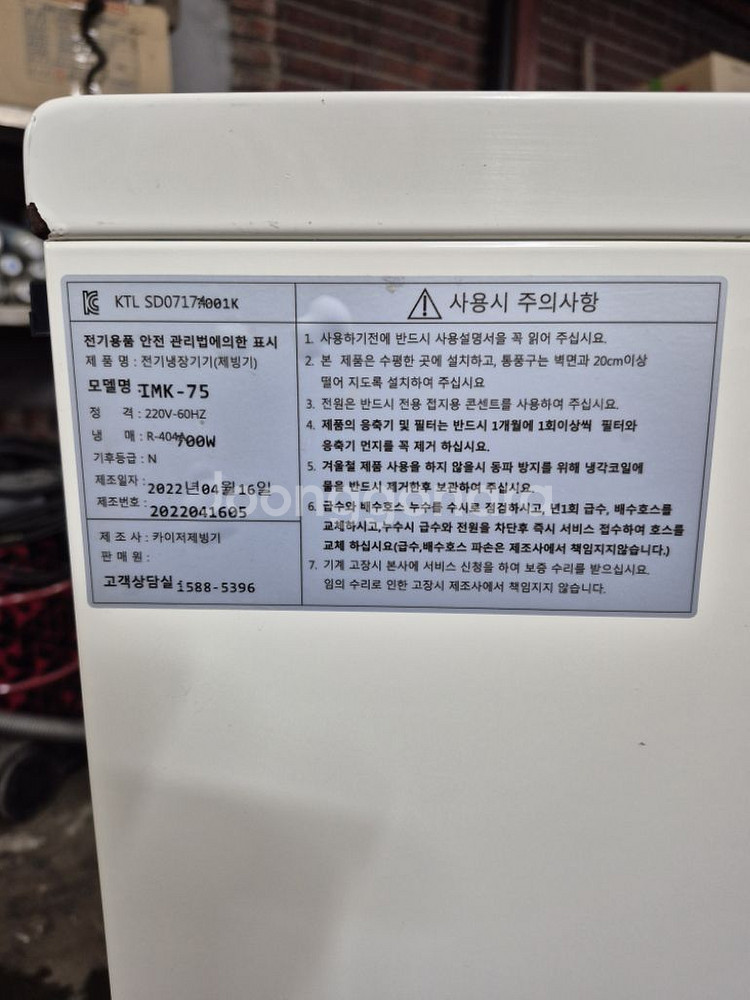 KTL SD07174
7001K
전기용품 안전 관리법에의한 표시
제 품 명 : 전기냉장기기(제빙기)
모델명 : IMK-75
정 격 : 220V-60HZ
냉 매 : R-404A
700W
기후등급 : N
제조일자 : 2022년04월16일
제조번호 : 2022041605
제 조 사 : 카이저제빙기
판 매 원 :
고객상담실 : 1588-5396
사용시 주의사항
1. 사용하기전에 반드시 사용설명서을 꼭 읽어 주십시요.
2. 본 제품은 수평한 곳에 설치하고, 통풍구는 벽면과 20cm이상
떨어 지도록 설치하여 주십시요
3. 전원은 반드시 전용 접지용 콘센트를 사용하여 주십시요.
4. 제품의 응축기 및 필터는 반드시 1개월에 1회이상씩 필터와
응축기 먼지를 꼭 제거 하십시요.
5. 겨울철 제품 사용을 하지 않을시 동파 방지를 위해 냉각코일에
물을 반드시 제거한후 보관하여 주십시요.
6. 급수와 배수호스 누수를 수시로 점검하시고, 년1회 급수, 배수호스를
교체하시고,누수시 급수와 전원을 차단후 즉시 서비스 접수하여 호스를
교체 하십시요(급수,배수호스 파손은 제조사에서 책임지지않습니다.)
7. 기계 고장시 본사에 서비스 신청을 하여 보증 수리를 받으십시요.
임의 수리로 인한 고장시 제조사에서 책임지지 않습니다.
joonggonara